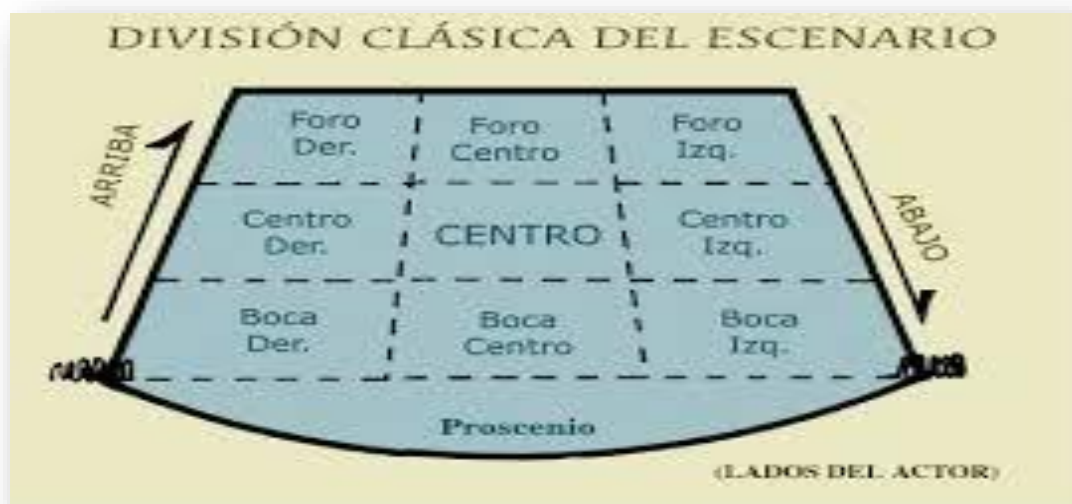 DIVISIÓN CLÁSICA DEL ESCENARIO
ARRIBA
Foro
Der.
Foro
Centro
Foro
Izq.
ABAJO
Centro
Der.
CENTRO
Centro
Izq.
Boca
Der.
Boca
Centro
Boca
Izq.
Proscenio
(LADOS DEL ACTOR)